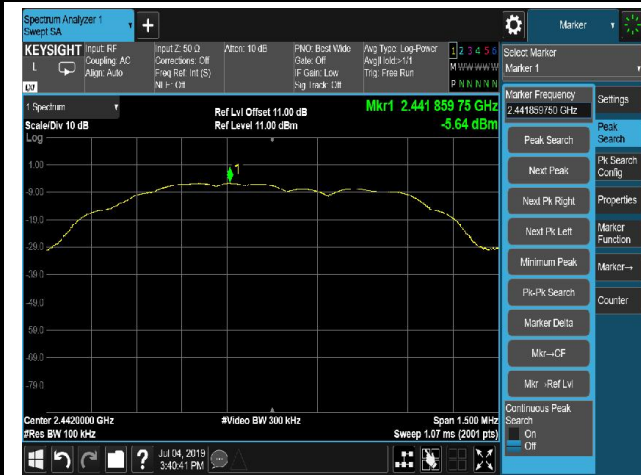 Spectrum Analyzer 1
Swept SA
+
Marker
KEYSIGHT
L
Input: RF
Coupling: AC
Align: Auto
Input Z: 50 Ω
Corrections: Off
Freq Ref: Int (S)
NFE: Off
Atten: 10 dB
PNO: Best Wide
Gate: Off
IF Gain: Low
Sig Track: Off
Avg Type: Log-Power
Avg|Hold:>1/1
Trig: Free Run
1 2 3 4 5 6
M W W W W W
P N N N N N
Select Marker
Marker 1
1 Spectrum
Scale/Div 10 dB
Log
Ref Lvl Offset 11.00 dB
Ref Level 11.00 dBm
Mkr1 2.441 859 75 GHz
-5.64 dBm
1
1.00
-9.00
-19.0
-29.0
-39.0
-49.0
-59.0
-69.0
-79.0
Center 2.4420000 GHz
#Res BW 100 kHz
#Video BW 300 kHz
Span 1.500 MHz
Sweep 1.07 ms (2001 pts)
Marker Frequency
2.441859750 GHz
Peak Search
Next Peak
Next Pk Right
Next Pk Left
Minimum Peak
Pk-Pk Search
Marker Delta
Mkr→CF
Mkr→Ref Lvl
Continuous Peak
Search
On
Off
Settings
Peak
Search
Pk Search
Config
Properties
Marker
Function
Marker→
Counter
?
Jul 04, 2019
3:40:41 PM